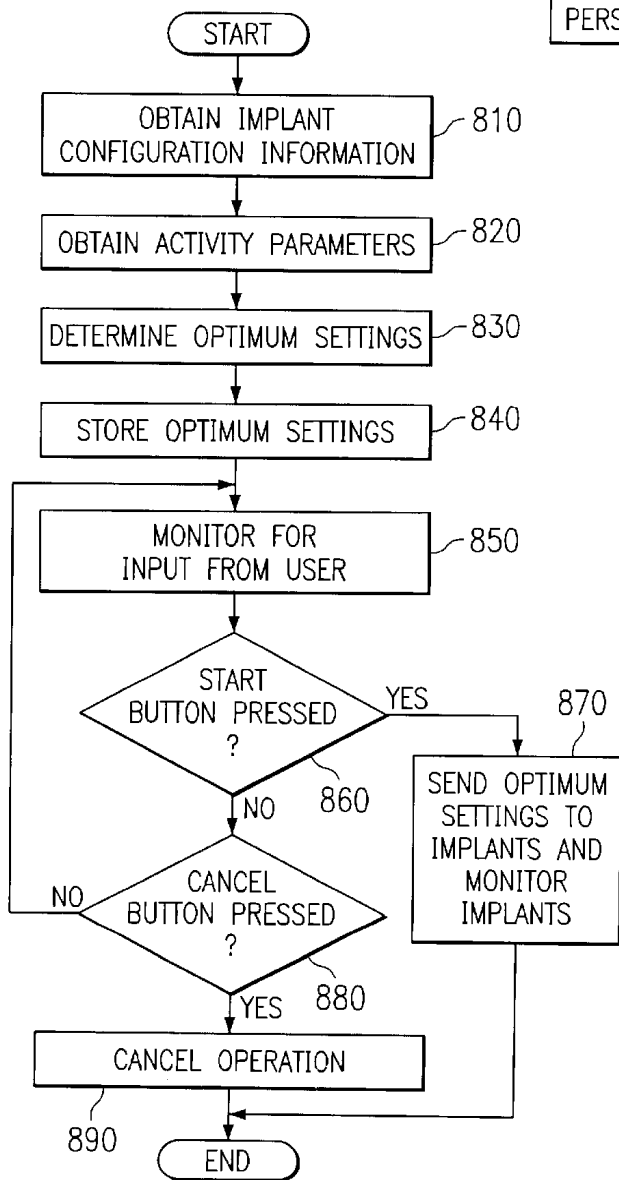 START
PERS
OBTAIN IMPLANT
CONFIGURATION INFORMATION
810
OBTAIN ACTIVITY PARAMETERS
820
DETERMINE OPTIMUM SETTINGS
830
STORE OPTIMUM SETTINGS
840
MONITOR FOR
INPUT FROM USER
850
START
BUTTON PRESSED
?
YES
860
NO
870
SEND OPTIMUM
SETTINGS TO
IMPLANTS AND
MONITOR
IMPLANTS
CANCEL
BUTTON PRESSED
?
NO
880
YES
CANCEL OPERATION
890
END